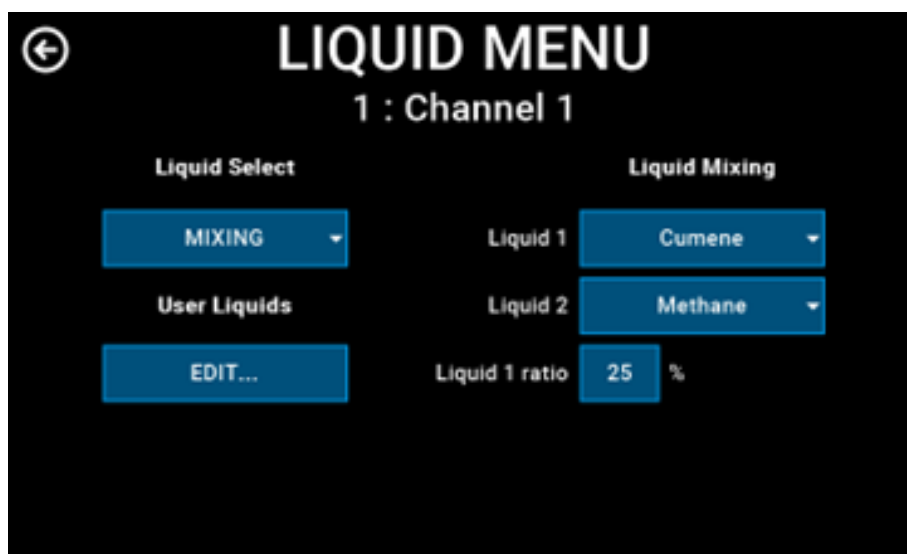 LIQUID MENU
1 : Channel 1
Liquid Select
Liquid Mixing
MIXING
Liquid 1
Cumene
User Liquids
Liquid 2
Methane
EDIT...
Liquid 1 ratio
25
%